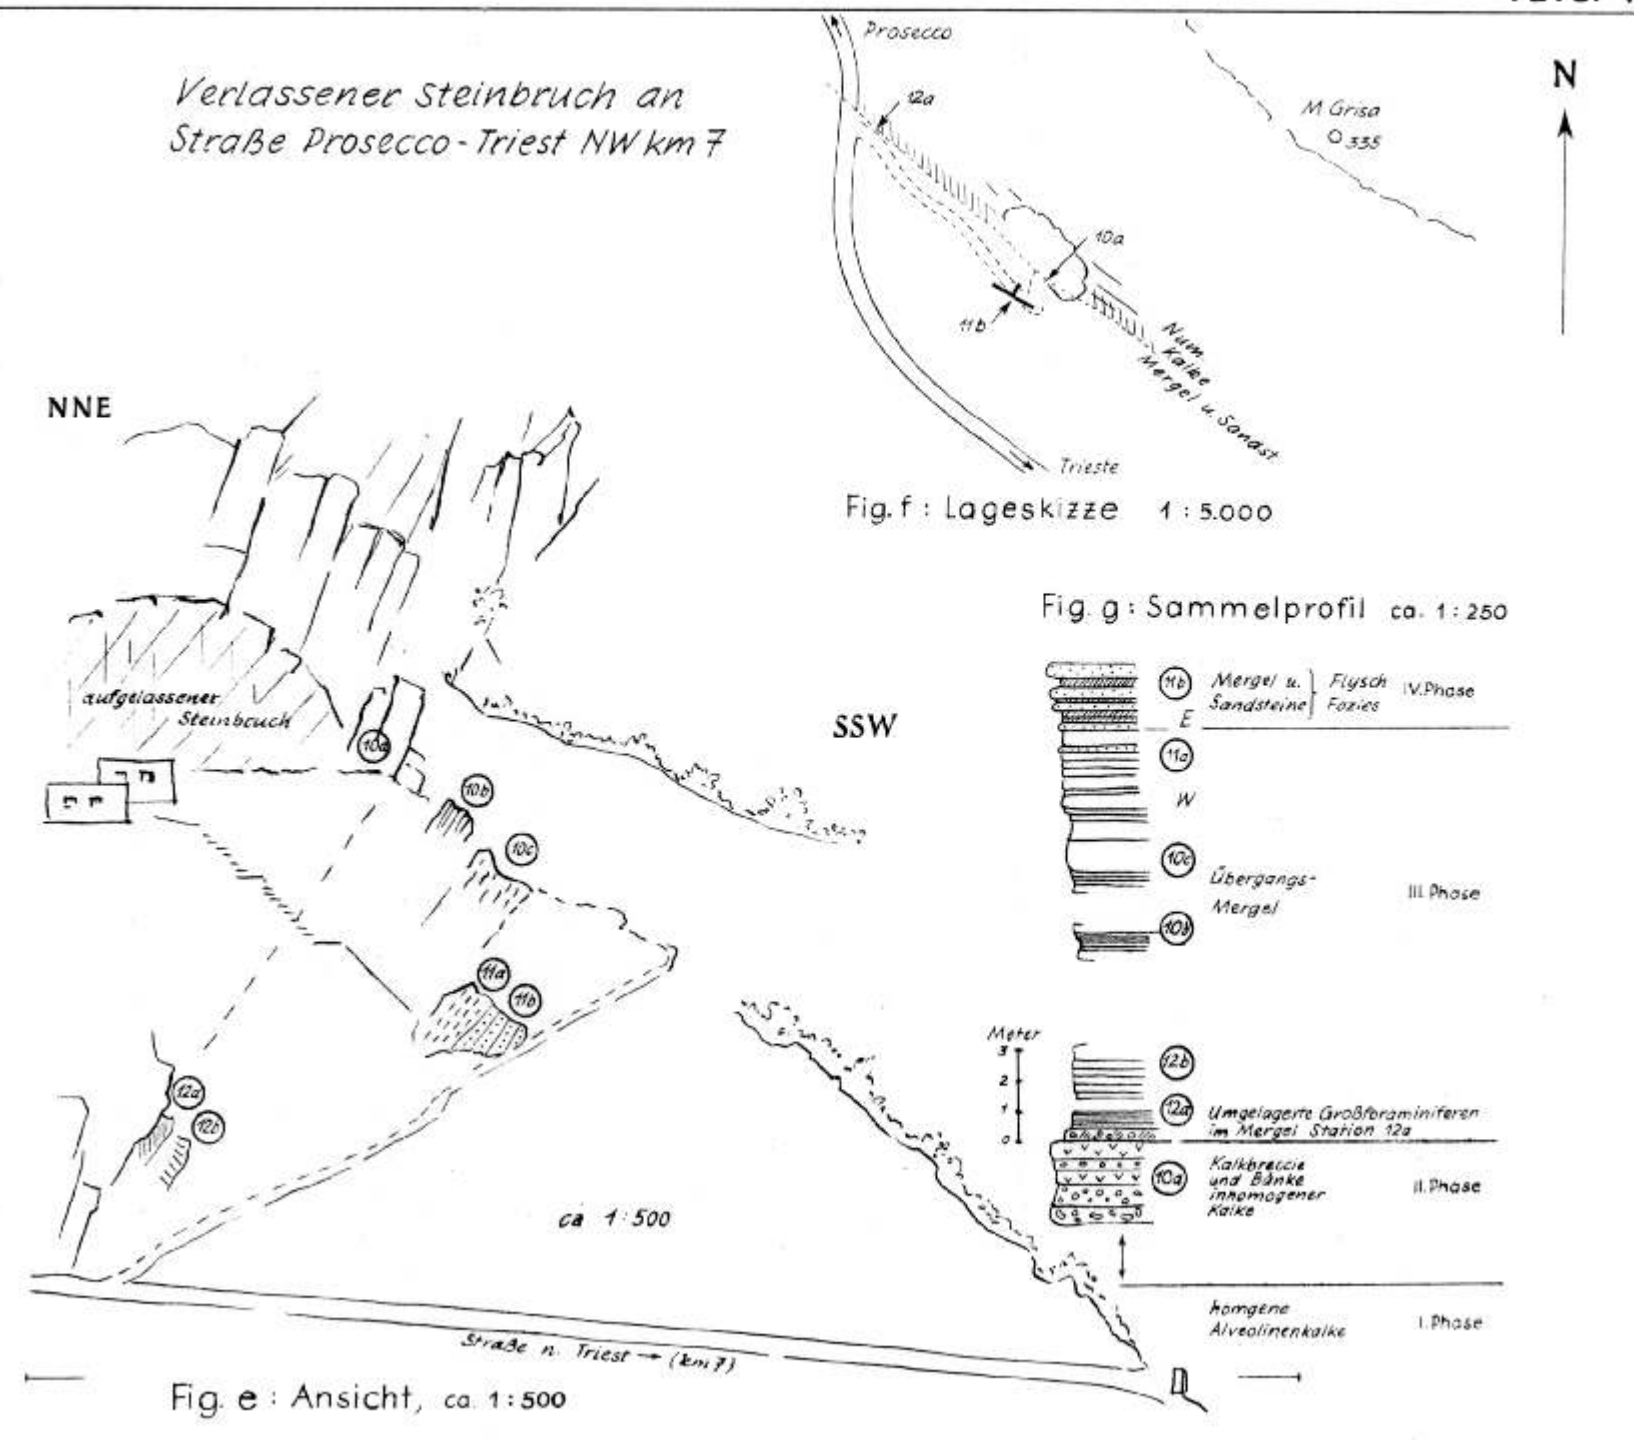 Verlassener Steinbruch an
Straße Prosecco - Triest NW km 7
Prosecco
12a
M Grisa
335
N
10a
11b
Num.
Kalke
Mergel u. Sandst
Trieste
Fig. f : Lageskizze 1 : 5.000
NNE
SSW
aufgelassener
Steinbruch
10a
10b
10c
11a
11b
12a
12b
ca 1:500
Straße n. Triest → (km 7)
Fig. e : Ansicht, ca. 1:500
Fig. g : Sammelprofil ca. 1:250
11b Mergel u. Sandsteine } Flysch Fazies IV. Phase
E
11a
W
10c
Übergangs-
Mergel
III. Phase
10b
Meter
3
2
1
0
12b
12a Umgelagerte Großforaminiferen
im Mergel Station 12a
10a Kalkbreccie
und Bänke
inhomogener
Kalke
II. Phase
homgene
Alveolinenkalke
I. Phase